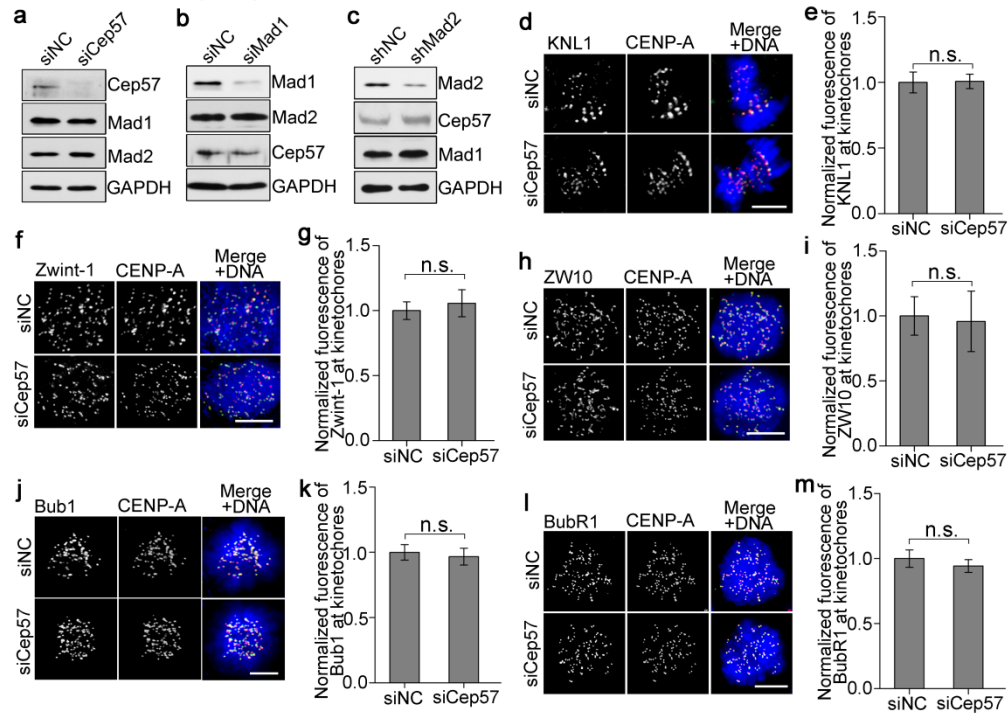 a
siNC
siCep57
Cep57
Mad1
Mad2
GAPDH
b
siNC
siMad1
Mad1
Mad2
Cep57
GAPDH
c
shNC
shMad2
Mad2
Cep57
Mad1
GAPDH
d
KNL1
CENP-A
Merge
+DNA
siNC
siCep57
e
Normalized fuorescence of
KNL1 at kinetochores
1.5
1.0
0.5
0.0
n.s.
siNC
siCep57
f
Zwint-1
CENP-A
Merge
+DNA
siNC
siCep57
g
Normalized fuorescence of
Zwint-1 at kinetochores
1.5
1.0
0.5
0.0
n.s.
siNC
siCep57
h
ZW10
CENP-A
Merge
+DNA
siNC
siCep57
i
Normalized fuorescence of
ZW10 at kinetochores
1.5
1.0
0.5
0.0
n.s.
siNC
siCep57
j
Bub1
CENP-A
Merge
+DNA
siNC
siCep57
k
Normalized fuorescence of
Bub1 at kinetochores
1.5
1.0
0.5
0.0
n.s.
siNC
siCep57
l
BubR1
CENP-A
Merge
+DNA
siNC
siCep57
m
Normalized fuorescence of
BubR1 at kinetochores
1.5
1.0
0.5
0.0
n.s.
siNC
siCep57